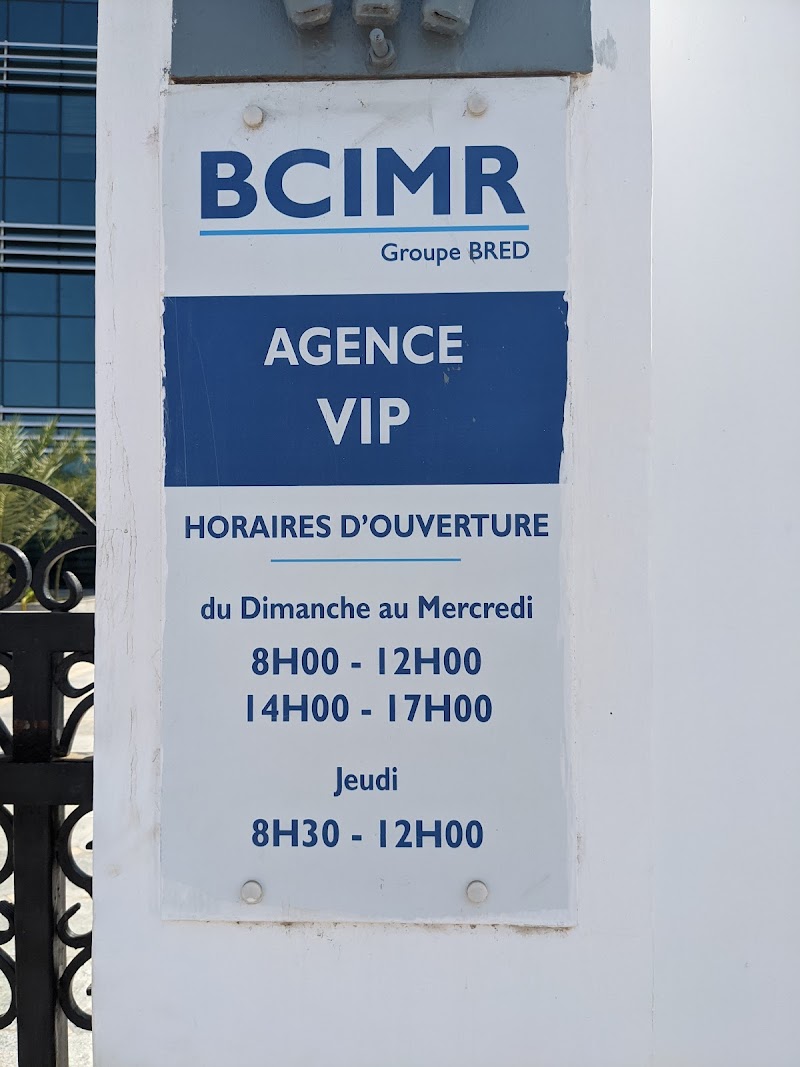 BCIMR
Groupe BRED
AGENCE
VIP
HORAIRES D'OUVERTURE
du Dimanche au Mercredi
8H00 - 12H00
14H00 - 17H00
Jeudi
8H30 - 12H00